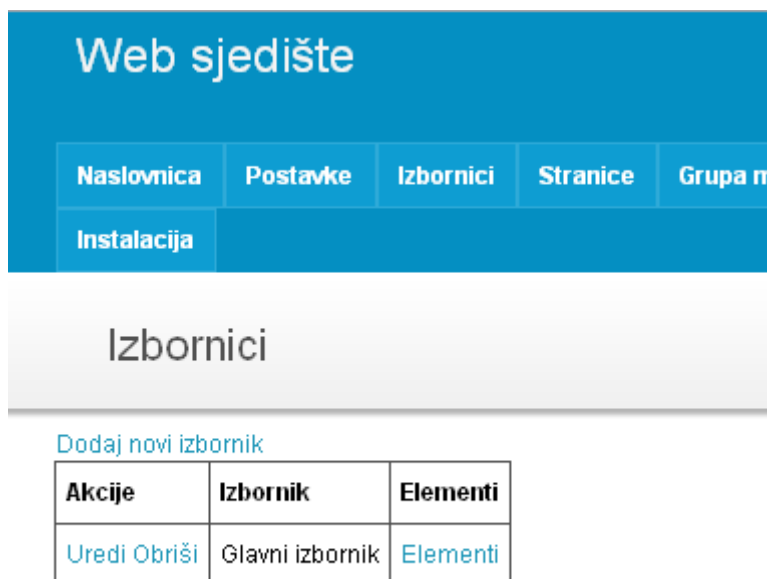 Web sjedište
Naslovnica Postavke Izbornici Stranice Grupa
Instalacija
Izbornici
Dodaj novi izbornik
Akcije Izbornik Elementi
Uredi Obriši Glavni izbornik Elementi